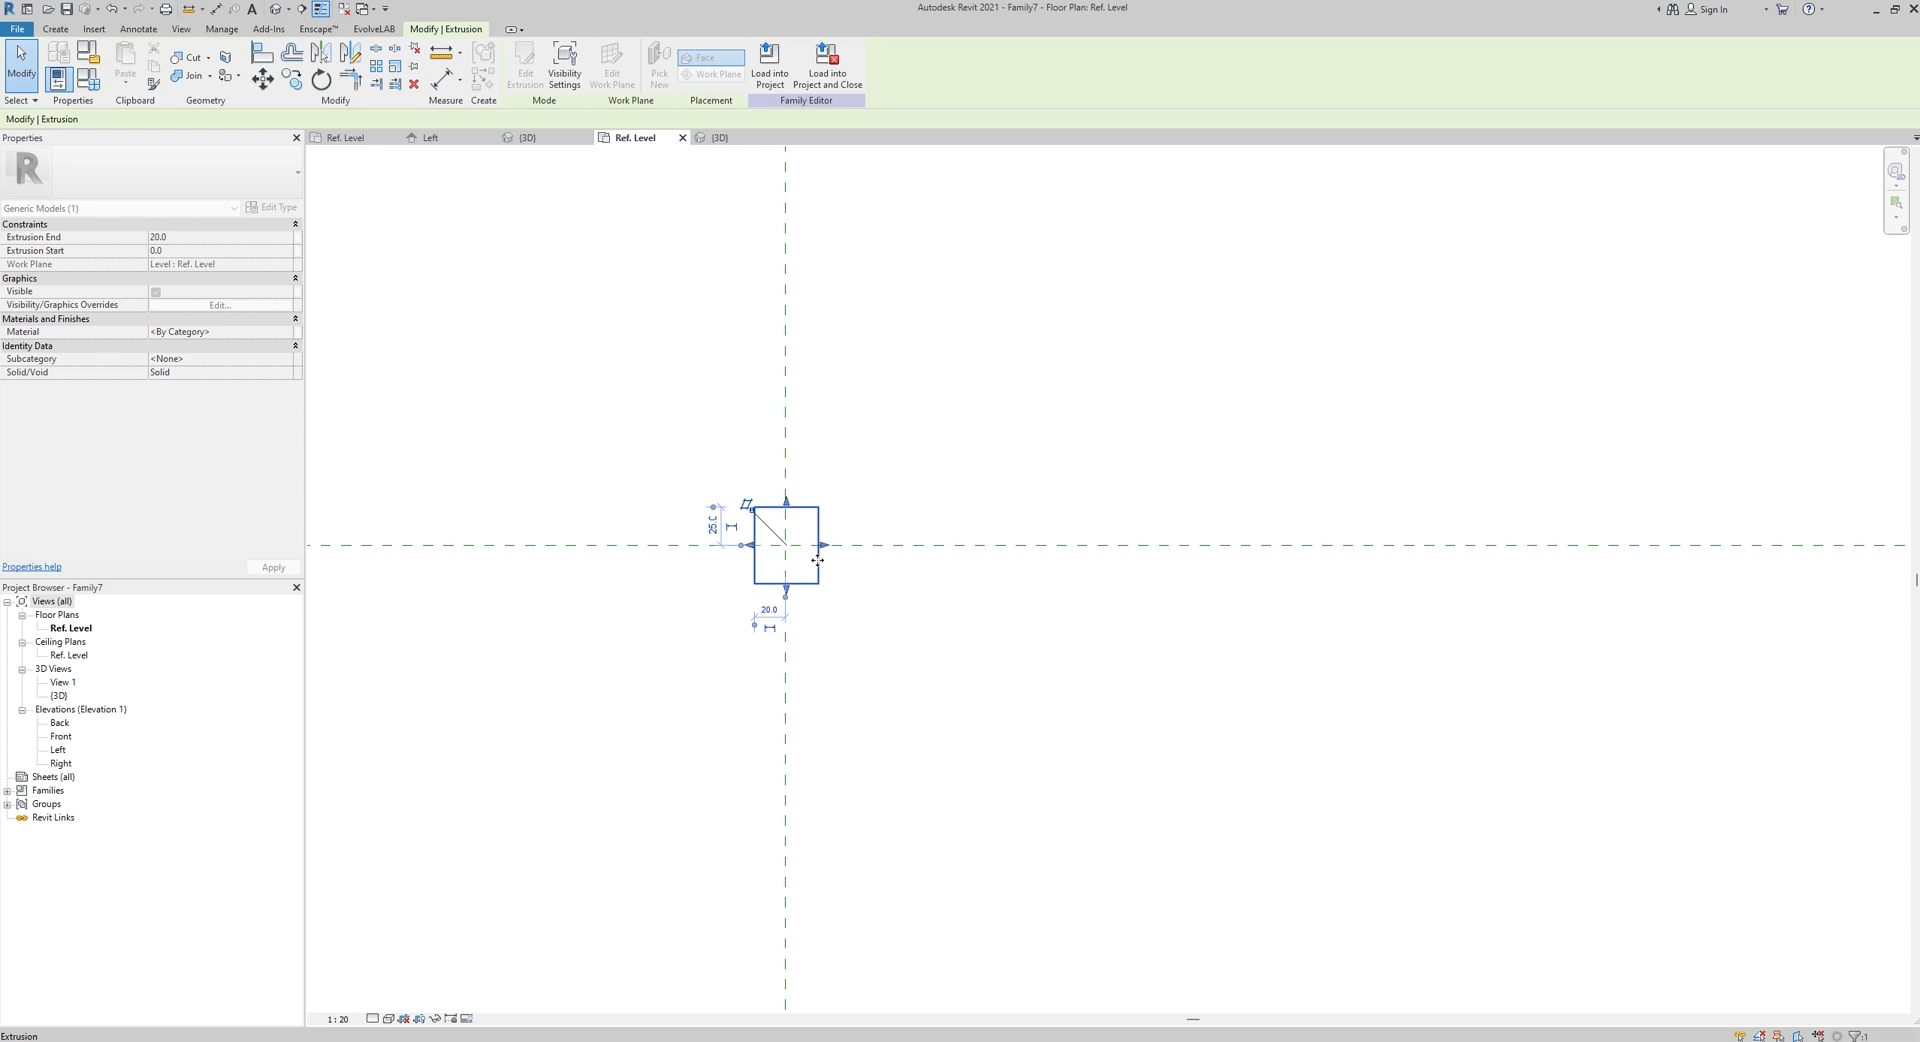 Autodesk Revit 2021 - Family7 - Floor Plan: Ref. Level
Sign In
File Create Insert Annotate View Manage Add-Ins Enscape™ EvolveLAB Modify | Extrusion
Modify
Paste
Cut
Join
Edit Extrusion
Visibility Settings
Edit Work Plane
Pick New
Face
Work Plane
Load into Project
Load into Project and Close
Select Properties Clipboard Geometry Modify Measure Create Mode Work Plane Placement Family Editor
Modify | Extrusion
Properties
Ref. Level Left {3D} Ref. Level {3D}
Generic Models (1) Edit Type
Constraints
Extrusion End 20.0
Extrusion Start 0.0
Work Plane Level : Ref. Level
Graphics
Visible
Visibility/Graphics Overrides Edit...
Materials and Finishes
Material <By Category>
Identity Data
Subcategory <None>
Solid/Void Solid
25.0
20.0
Properties help Apply
Project Browser - Family7
Views (all)
Floor Plans
Ref. Level
Ceiling Plans
Ref. Level
3D Views
View 1
{3D}
Elevations (Elevation 1)
Back
Front
Left
Right
Sheets (all)
Families
Groups
Revit Links
1 : 20
Extrusion
:1